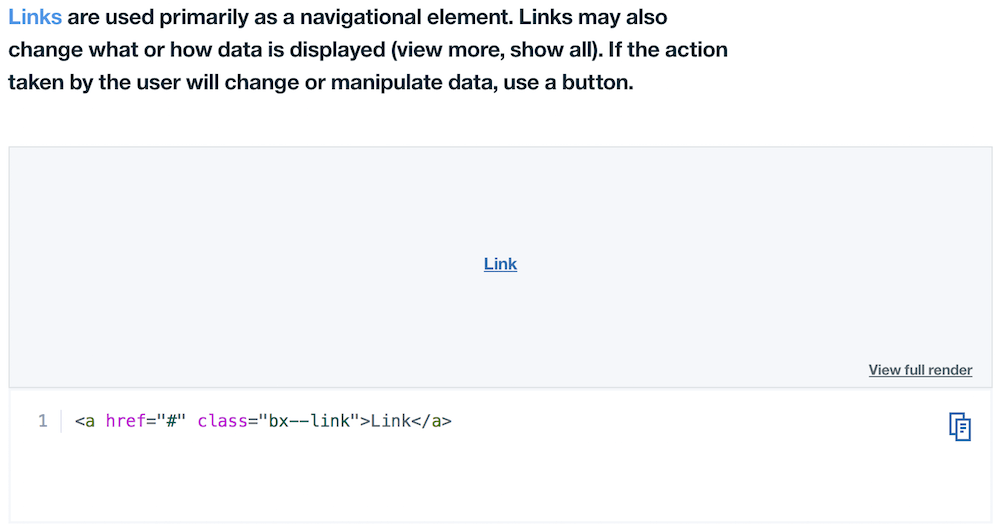 Links are used primarily as a navigational element. Links may also
change what or how data is displayed (view more, show all). If the action
taken by the user will change or manipulate data, use a button.
Link
View full render
1 <a href="#" class="bx--link">Link</a>